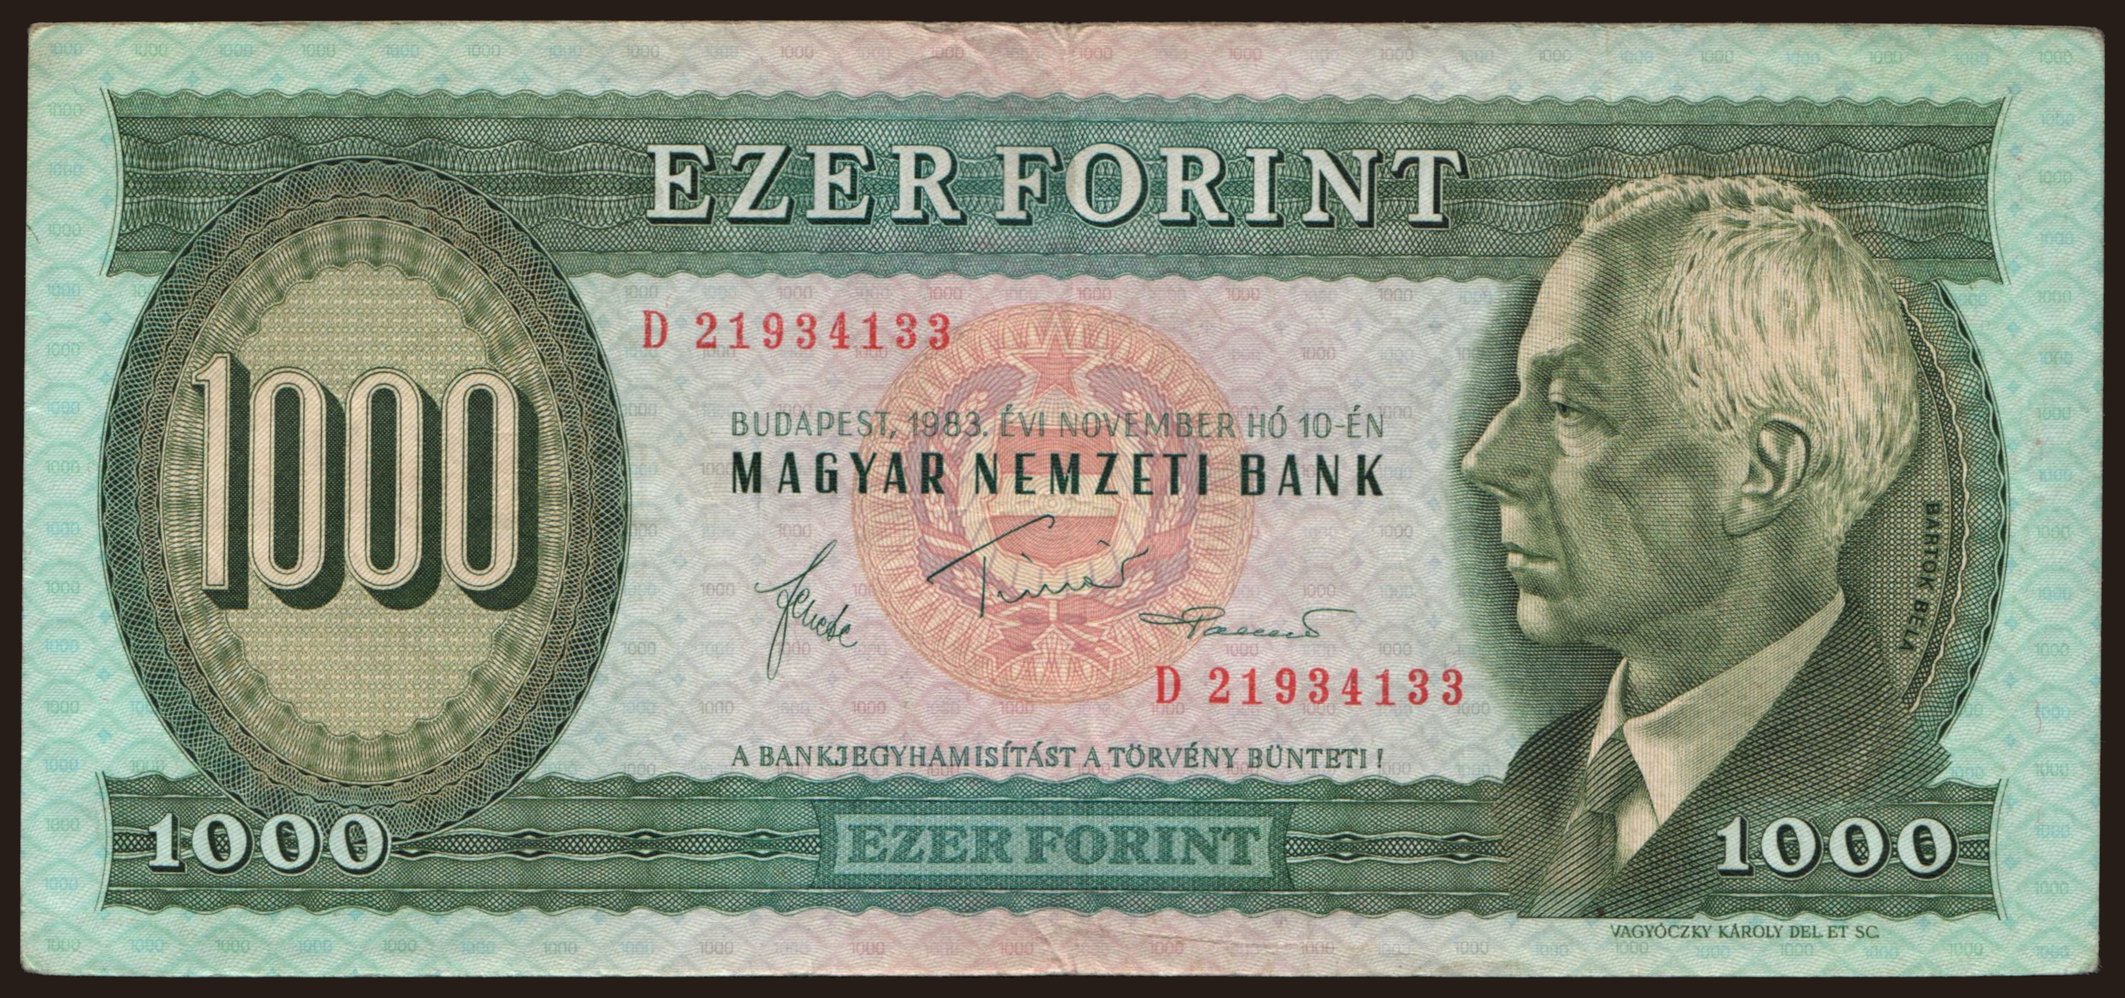 EZER FORINT
D 21934133
1000
BUDAPEST, 1983. ÉVI NOVEMBER HÓ 10-ÉN
MAGYAR NEMZETI BANK
BARTÓK BÉLA
D 21934133
A BANKJEGYHAMISÍTÁST A TÖRVÉNY BÜNTETI!
1000
EZER FORINT
1000
VAGYÓCZKY KÁROLY DEL. ET SC.